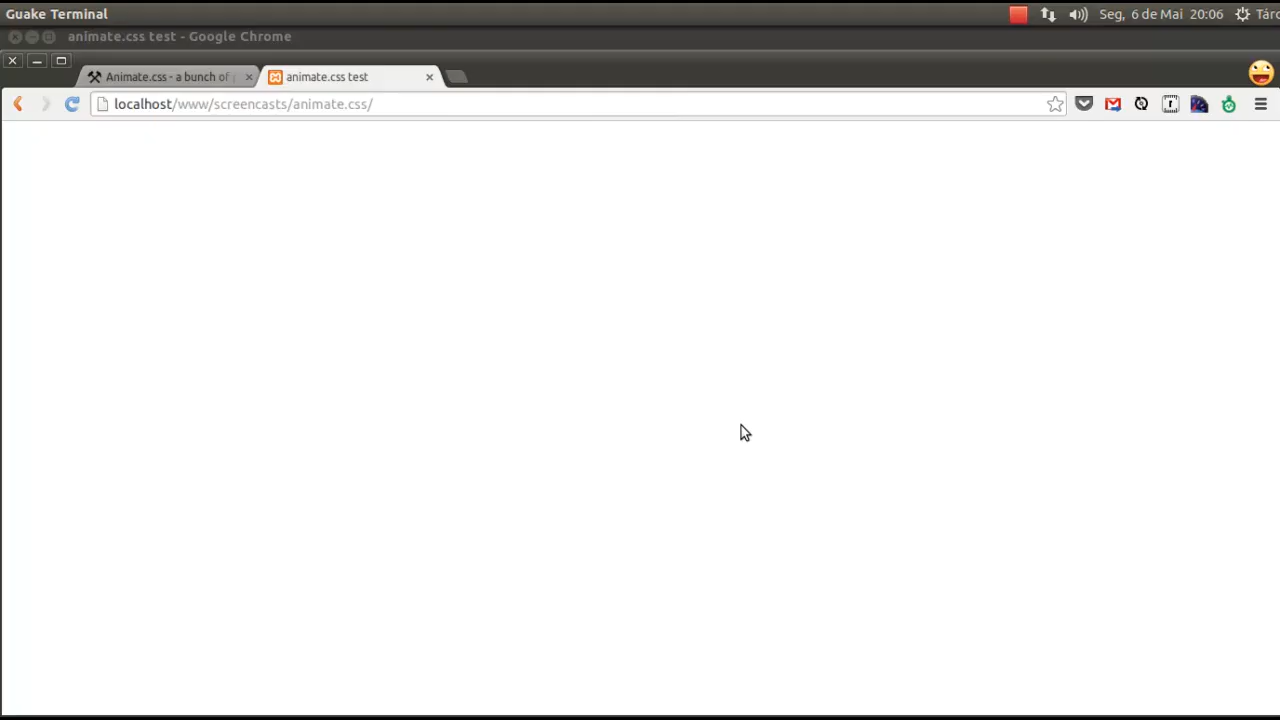 Guake Terminal
Seg, 6 de Mai 20:06
animate.css test - Google Chrome
Animate.css - a bunch of
animate.css test
localhost/www/screencasts/animate.css/